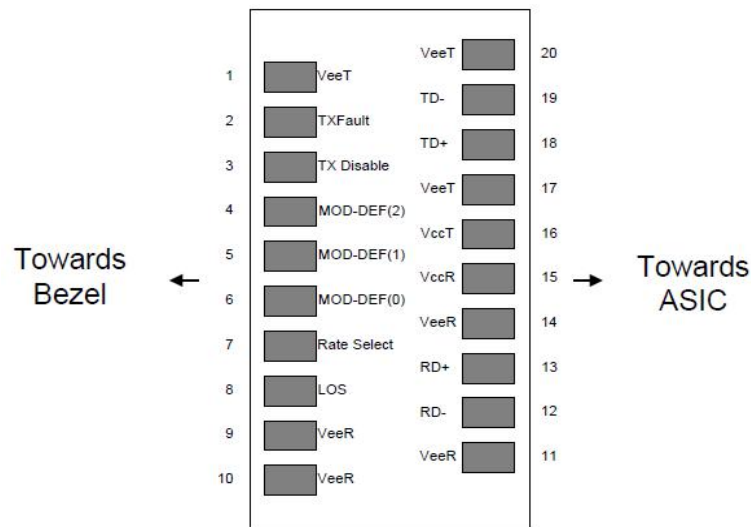 VeeT 20
1 VeeT
TD- 19
2 TXFault
TD+ 18
3 TX Disable
VeeT 17
4 MOD-DEF(2)
VccT 16
5 MOD-DEF(1)
Towards
Bezel
VccR 15
Towards
ASIC
6 MOD-DEF(0)
VeeR 14
7 Rate Select
RD+ 13
8 LOS
RD- 12
9 VeeR
VeeR 11
10 VeeR